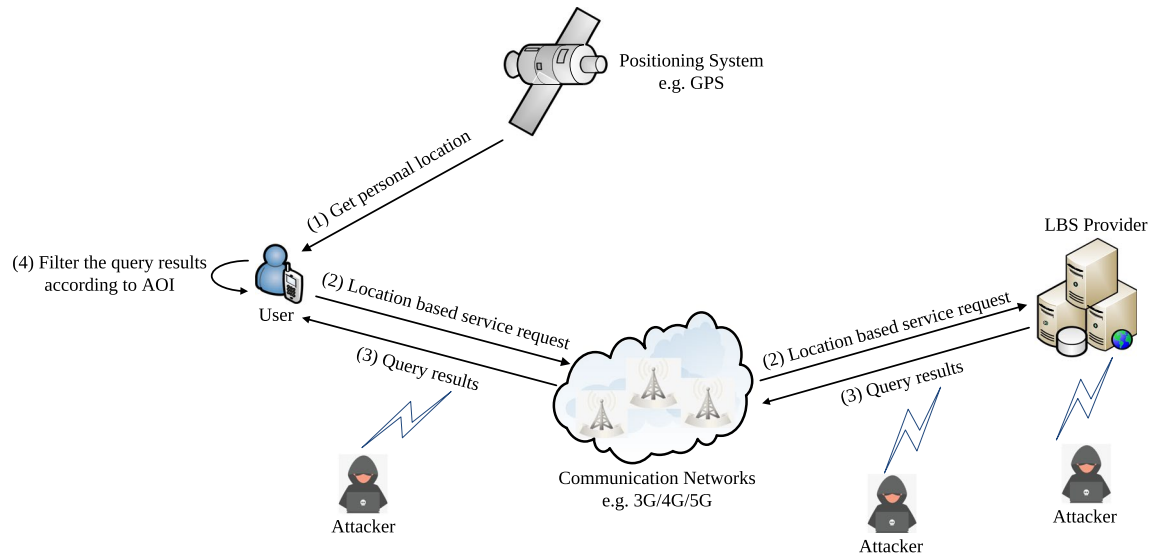 Positioning System
e.g. GPS
(1) Get personal location
LBS Provider
(4) Filter the query results
according to AOI
User
(2) Location based service request
(3) Query results
(2) Location based service request
(3) Query results
Communication Networks
e.g. 3G/4G/5G
Attacker
Attacker
Attacker